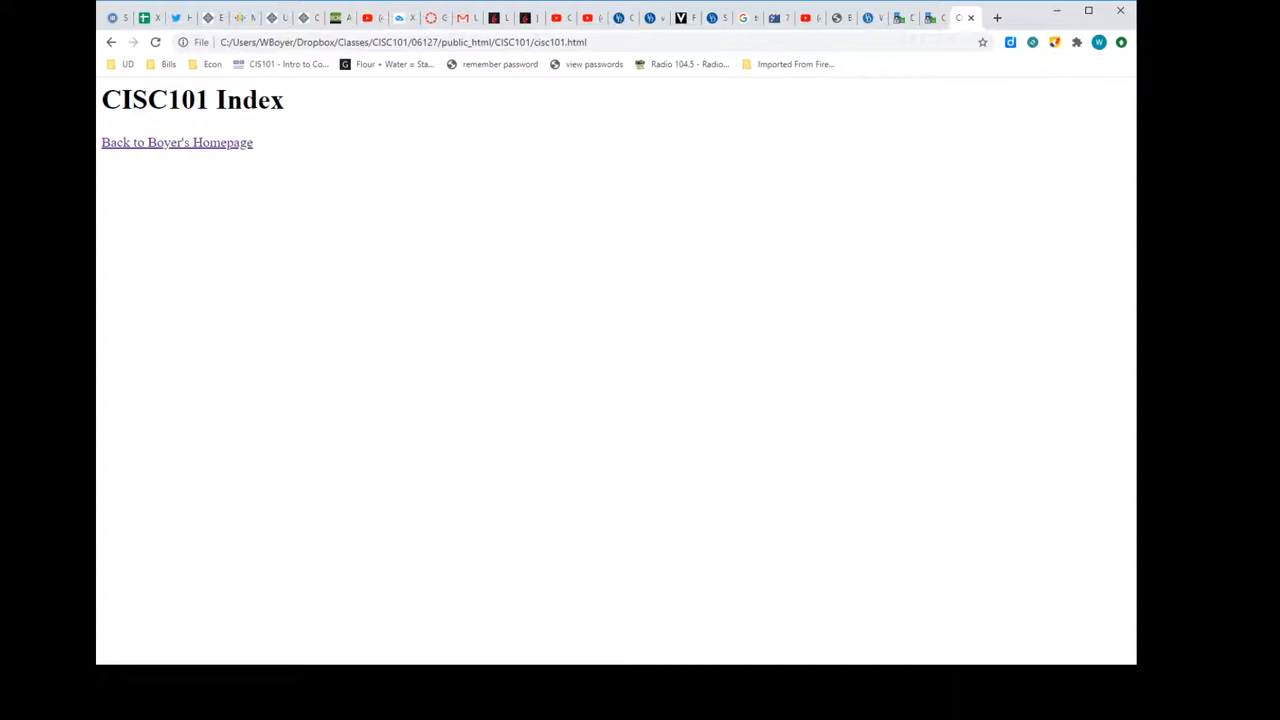 File C:/Users/WBoyer/Dropbox/Classes/CISC101/06127/public_html/CISC101/cisc101.html
UD Bills Econ CIS101 - Intro to Co... Flour + Water = Sta... remember password view passwords Radio 104.5 - Radio... Imported From Fire...
CISC101 Index
Back to Boyer's Homepage